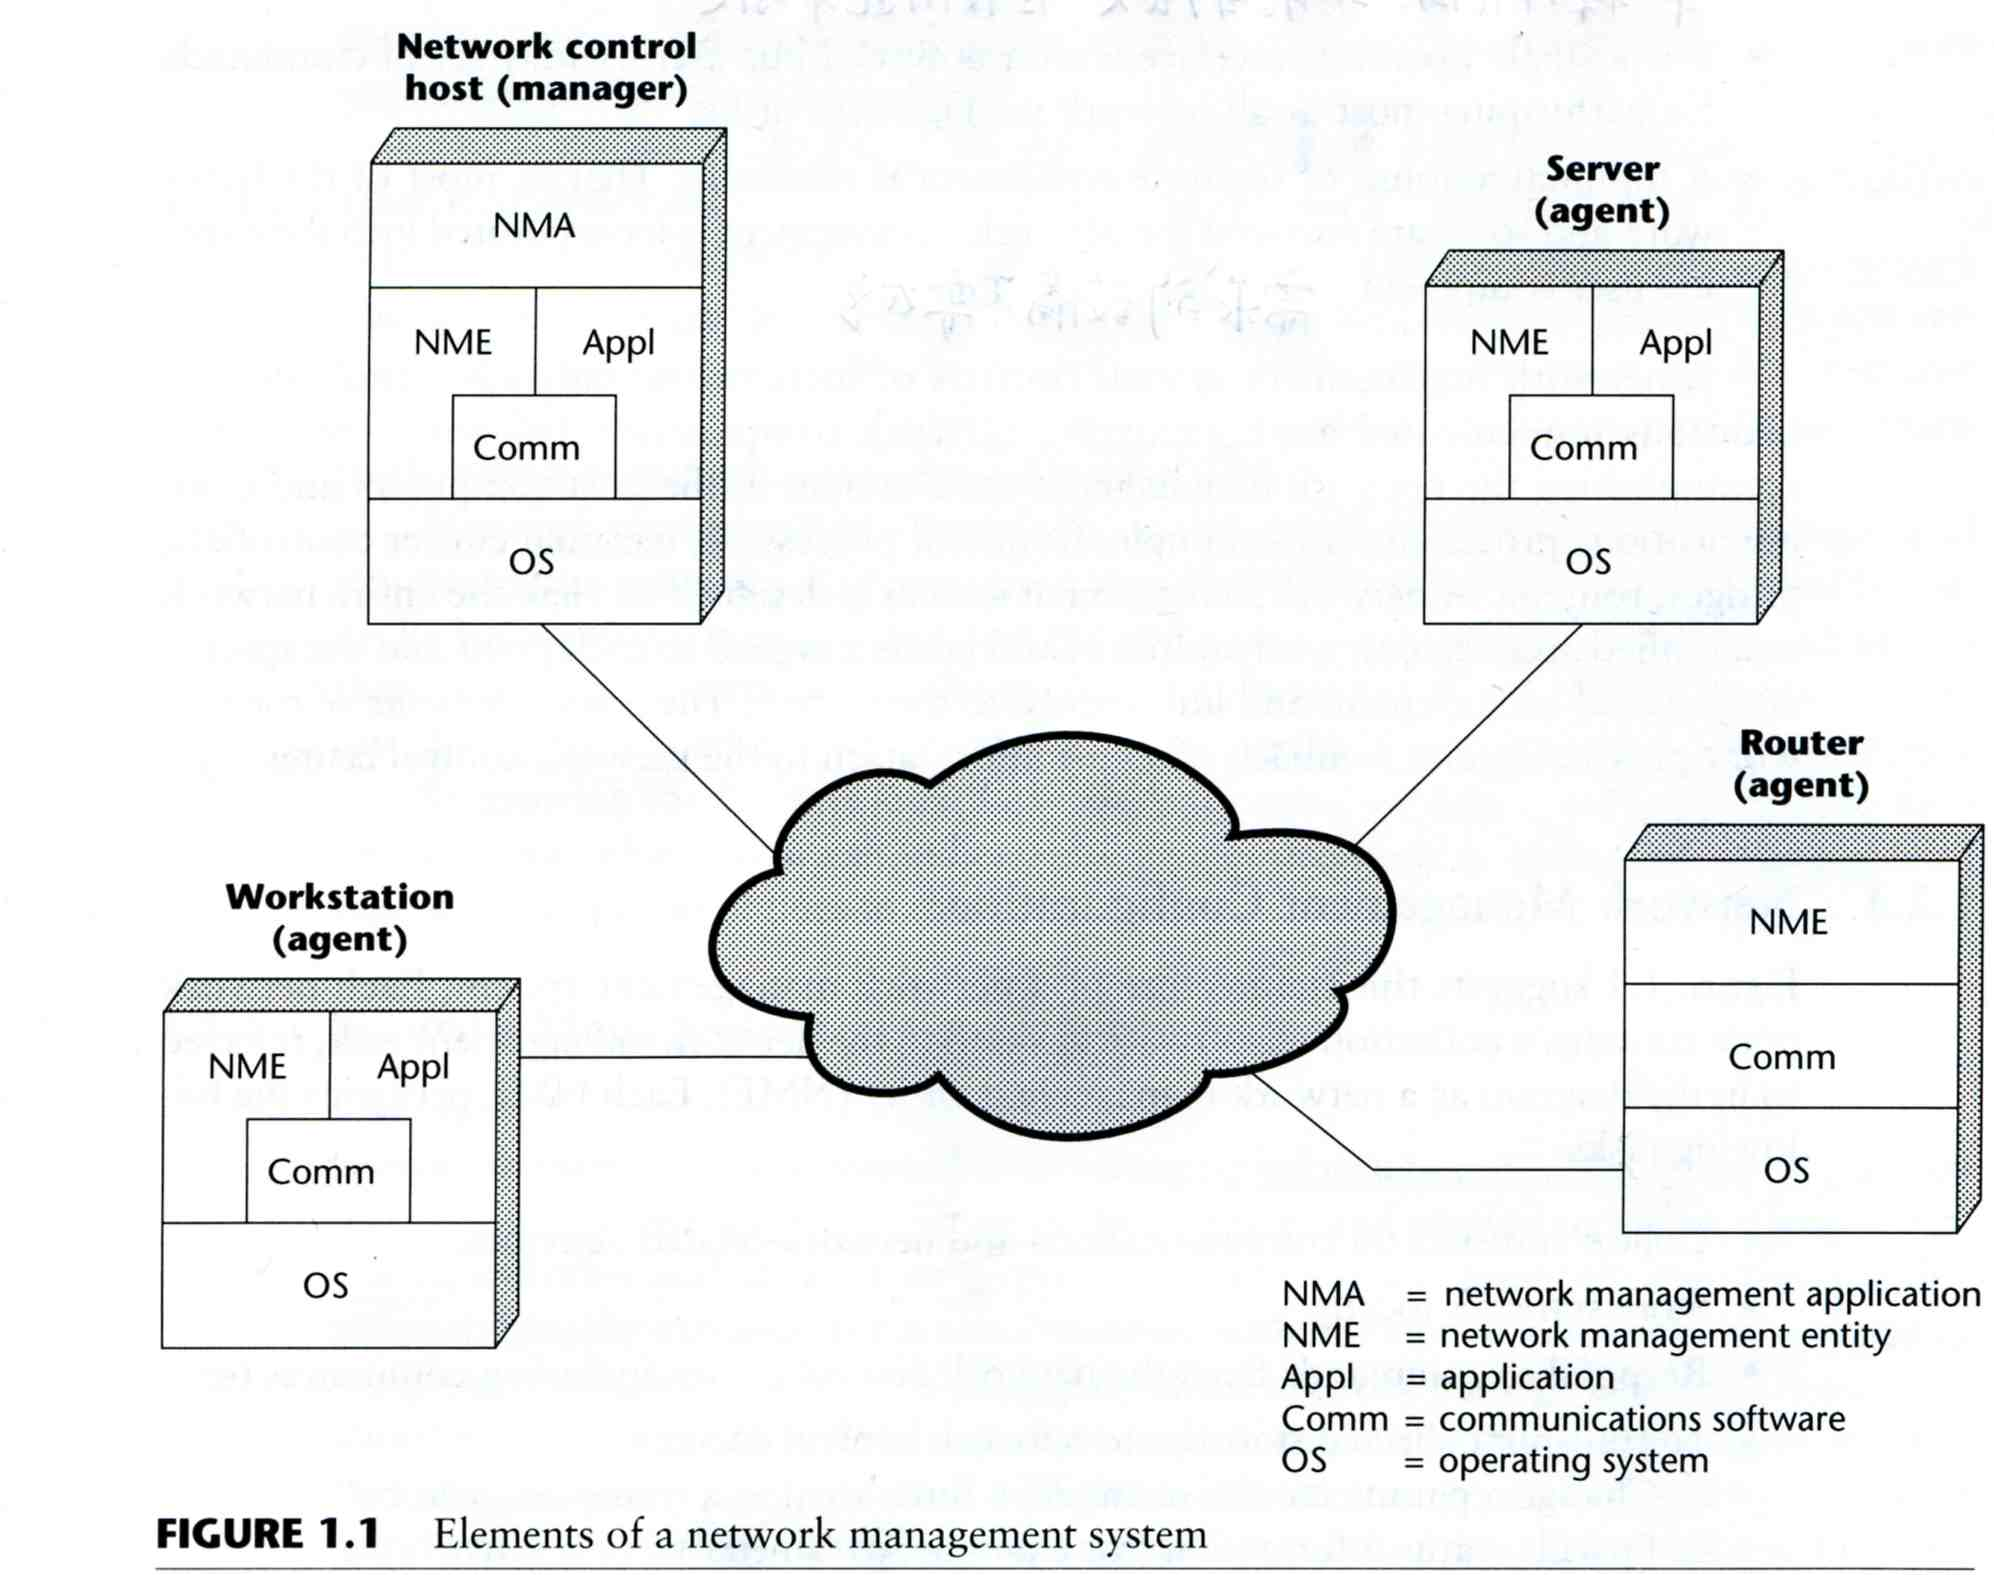 Network control
host (manager)
NMA
NME Appl
Comm
OS
Server
(agent)
NME Appl
Comm
OS
Router
(agent)
NME
Comm
OS
Workstation
(agent)
NME Appl
Comm
OS
NMA = network management application
NME = network management entity
Appl = application
Comm = communications software
OS = operating system
FIGURE 1.1 Elements of a network management system